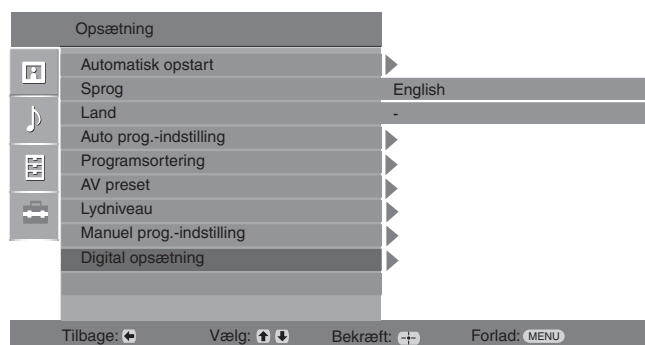 Opsætning
Automatisk opstart
Sprog English
Land -
Auto prog.-indstilling
Programsortering
AV preset
Lydniveau
Manuel prog.-indstilling
Digital opsætning
Tilbage: Vælg: Bekræft: Forlad: MENU